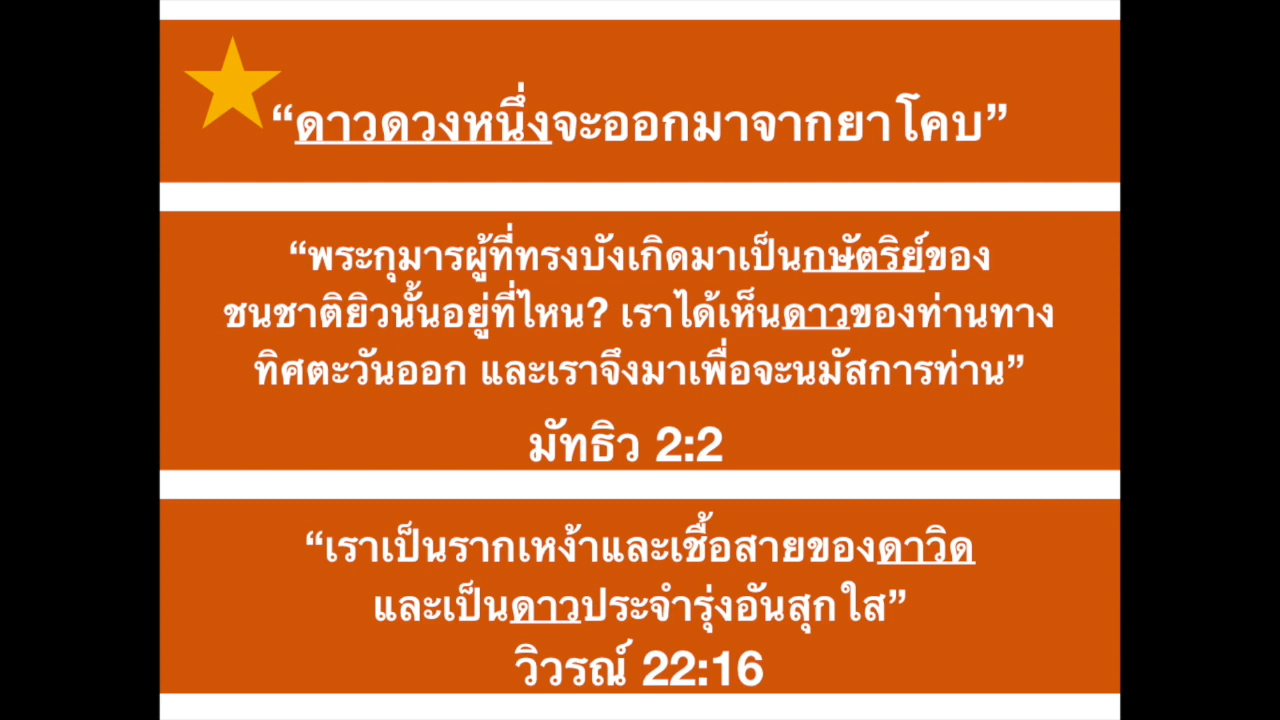 “ดาวดวงหนึ่งจะออกมาจากยาโคบ”
“พระกุมารผู้ที่ทรงบังเกิดมาเป็นกษัตริย์ของ
ชนชาติยิวนั้นอยู่ที่ไหน? เราได้เห็นดาวของท่านทาง
ทิศตะวันออก และเราจึงมาเพื่อจะนมัสการท่าน”
มัทธิว 2:2
“เราเป็นรากเหง้าและเชื้อสายของดาวิด
และเป็นดาวประจำรุ่งอันสุกใส”
วิวรณ์ 22:16